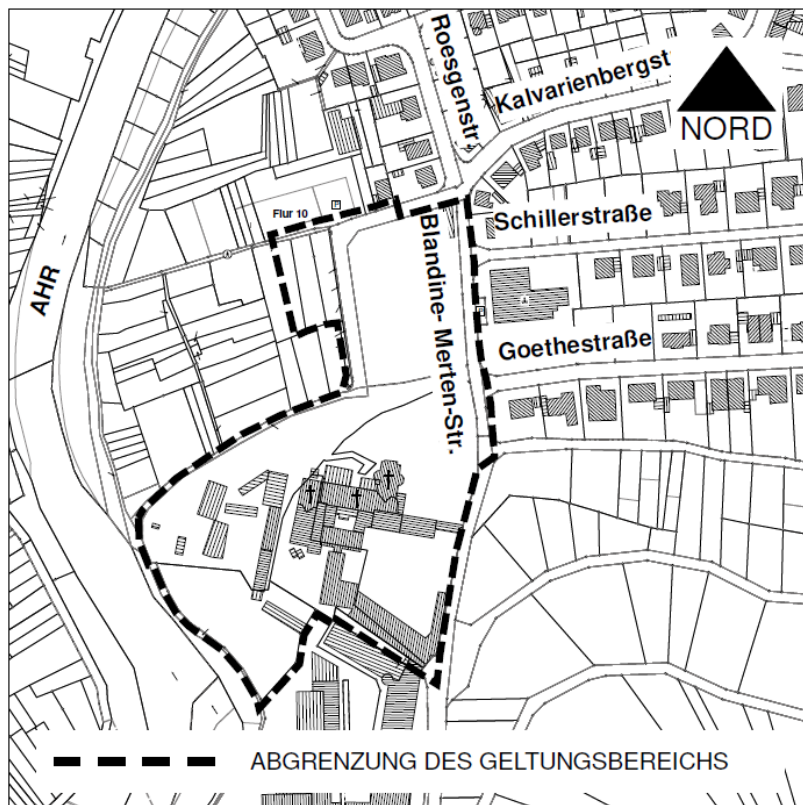 Roesgenstr.
Kalvarienbergst
NORD
Flur 10
P
Schillerstraße
Blandine- Merten-Str.
AHR
Goethestraße
ABGRENZUNG DES GELTUNGSBEREICHS